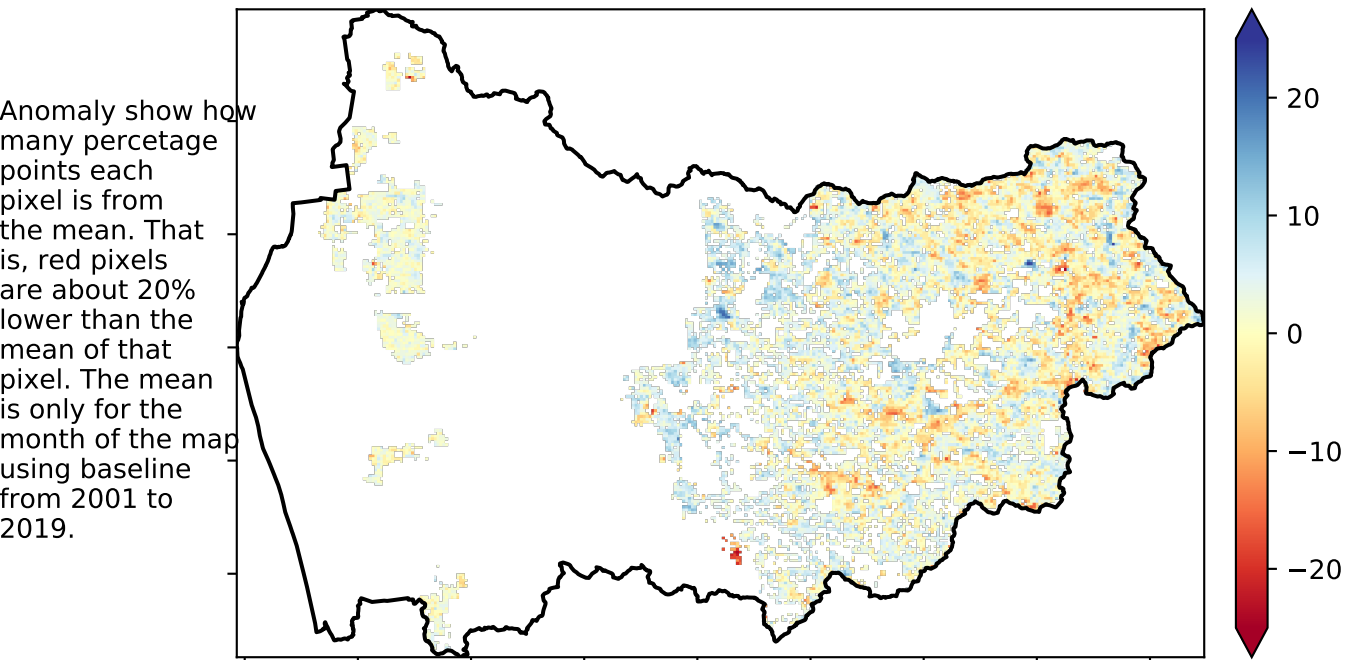 Anomaly show how
many percetage
points each
pixel is from
the mean. That
is, red pixels
are about 20%
lower than the
mean of that
pixel. The mean
is only for the
month of the map
using baseline
from 2001 to
2019.
20
10
0
−10
−20